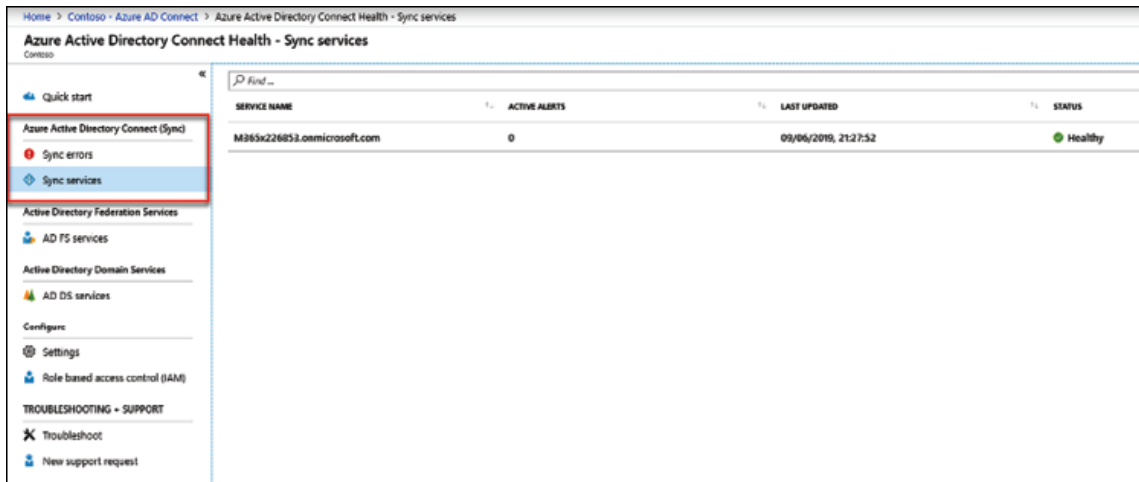 Home > Contoso - Azure AD Connect > Azure Active Directory Connect Health - Sync services
Azure Active Directory Connect Health - Sync services
Contoso
«
Find ...
Quick start
SERVICE NAME ACTIVE ALERTS LAST UPDATED STATUS
Azure Active Directory Connect (Sync)
M365x226853.onmicrosoft.com 0 09/06/2019, 21:27:52 Healthy
Sync errors
Sync services
Active Directory Federation Services
AD FS services
Active Directory Domain Services
AD DS services
Configure
Settings
Role based access control (IAM)
TROUBLESHOOTING + SUPPORT
Troubleshoot
New support request